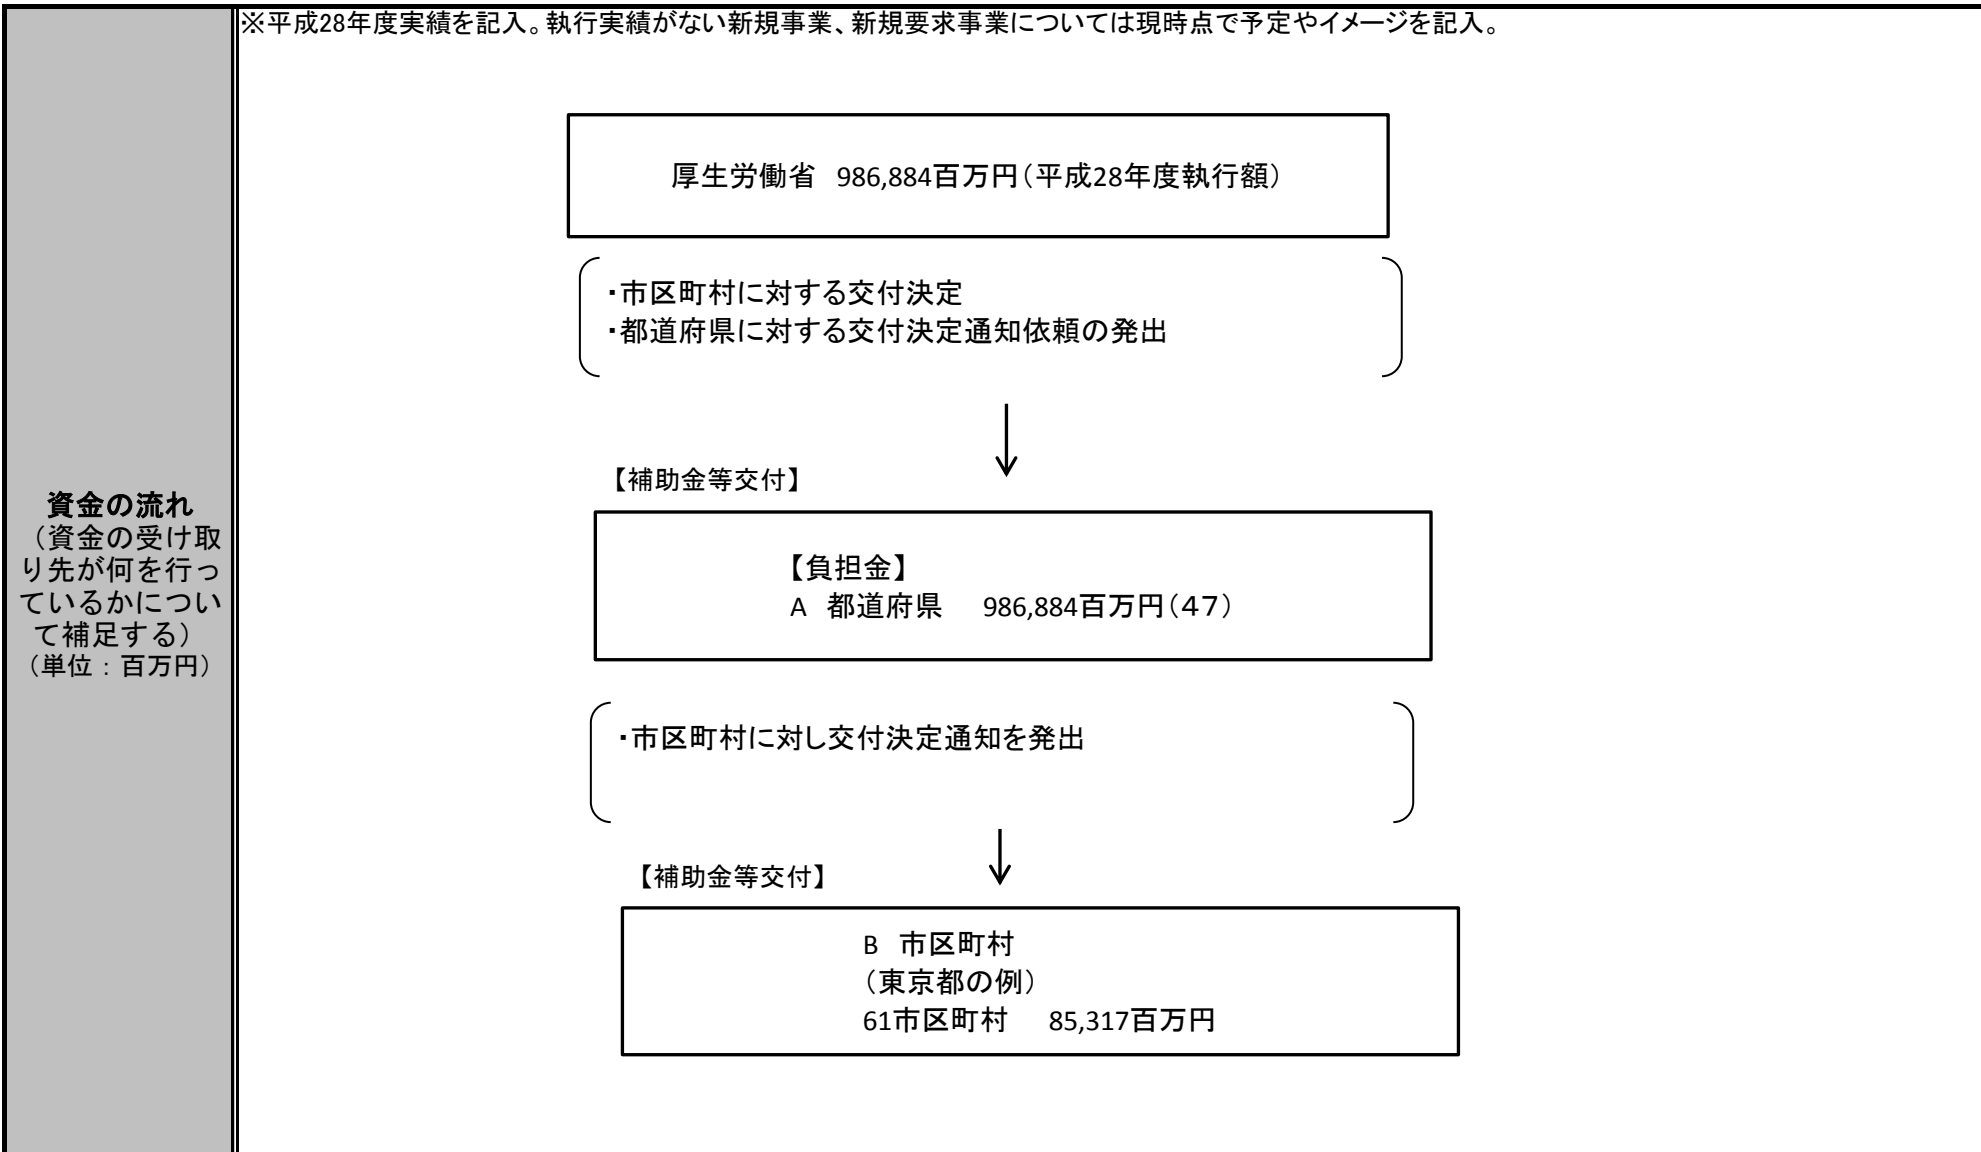 ※平成28年度実績を記入。執行実績がない新規事業、新規要求事業については現時点で予定やイメージを記入。
厚生労働省　986,884百万円（平成28年度執行額）
・市区町村に対する交付決定
・都道府県に対する交付決定通知依頼の発出
【補助金等交付】
資金の流れ
（資金の受け取
り先が何を行っ
ているかについ
て補足する）
（単位：百万円）
【負担金】
A　都道府県　　986,884百万円（４７）
・市区町村に対し交付決定通知を発出
【補助金等交付】
B　市区町村
（東京都の例）
61市区町村　　85,317百万円